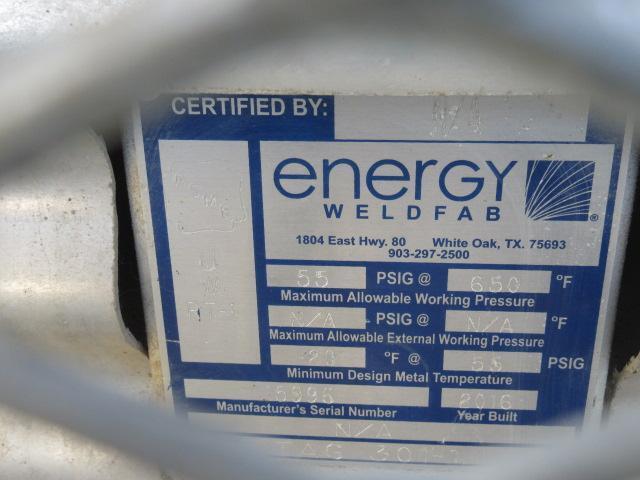 CERTIFIED BY: N/A
energy
WELDFAB
®
1804 East Hwy. 80 White Oak, TX. 75693
903-297-2500
ASME
U
W
55 PSIG @ 650 °F
Maximum Allowable Working Pressure
N/A PSIG @ N/A °F
Maximum Allowable External Working Pressure
°F @ 55 PSIG
Minimum Design Metal Temperature
2016
Manufacturer's Serial Number Year Built
N/A